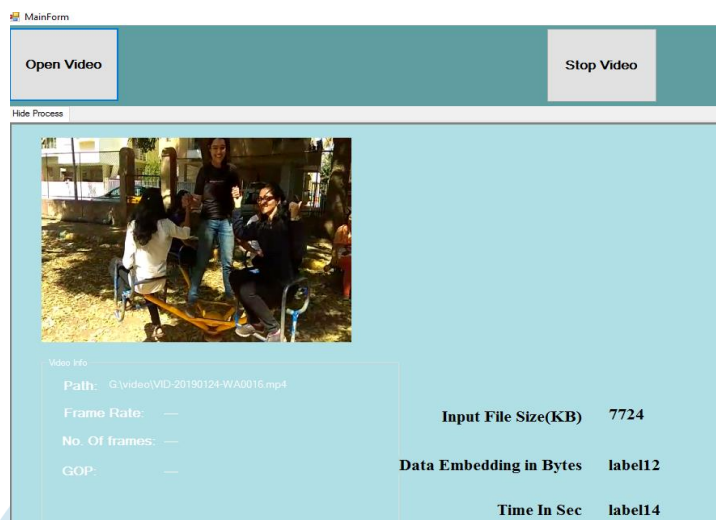 MainForm
Open Video
Stop Video
Hide Process
Video Info
Path: G:\video\VID-20190124-WA0016.mp4
Frame Rate: ---
No. Of frames: ---
GOP: ---
Input File Size(KB) 7724
Data Embedding in Bytes label12
Time In Sec label14